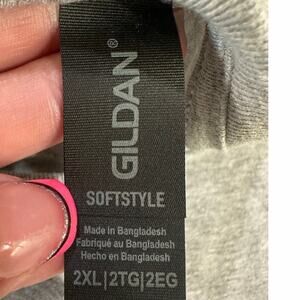 GILDAN®
SOFTSTYLE
Made in Bangladesh
Fabriqué au Bangladesh
Hecho en Bangladesh
2XL|2TG|2EG